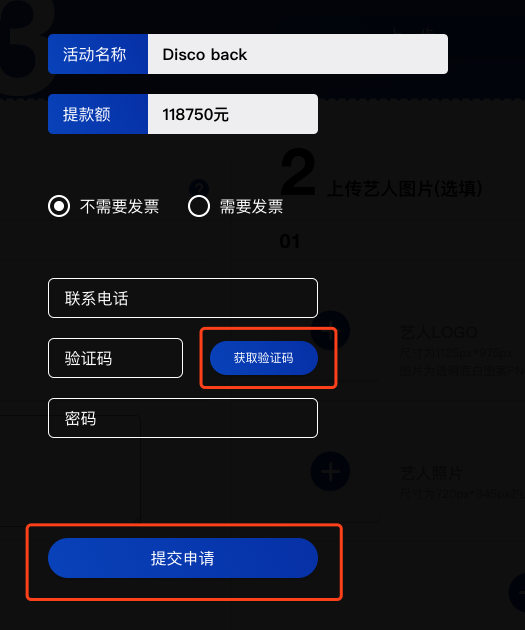 3
活动名称 Disco back
提款额 118750元
2 上传艺人图片(选填)
不需要发票 需要发票
01
联系电话
验证码 获取验证码
艺人LOGO
密码
艺人照片
提交申请